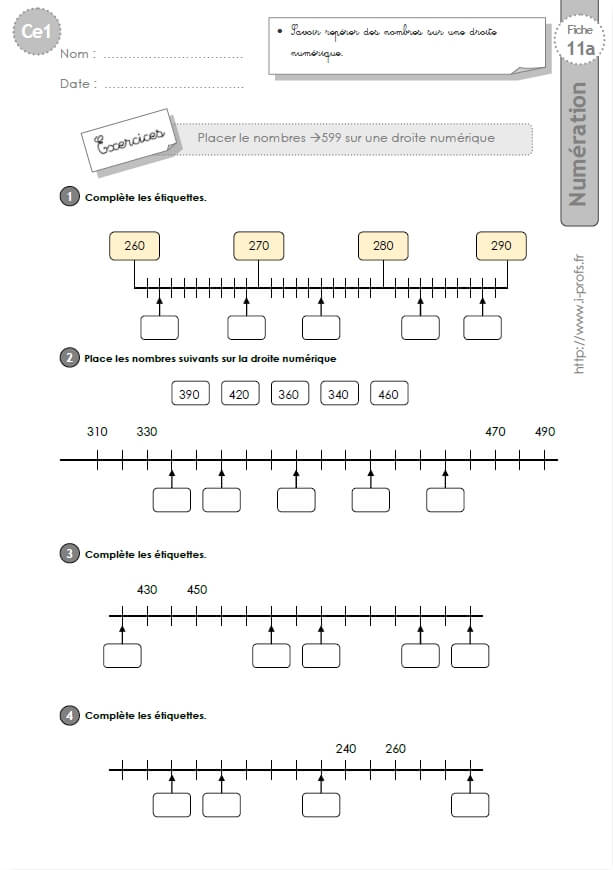 Ce1
Nom : ..............................
Date : ..............................
• Savoir repérer des nombres sur une droite
numérique.
Fiche
11a
Numération
http://www.i-profs.fr
Exercices
Placer le nombres →599 sur une droite numérique
1 Complète les étiquettes.
260 270 280 290
2 Place les nombres suivants sur la droite numérique
390 420 360 340 460
310 330 470 490
3 Complète les étiquettes.
430 450
4 Complète les étiquettes.
240 260